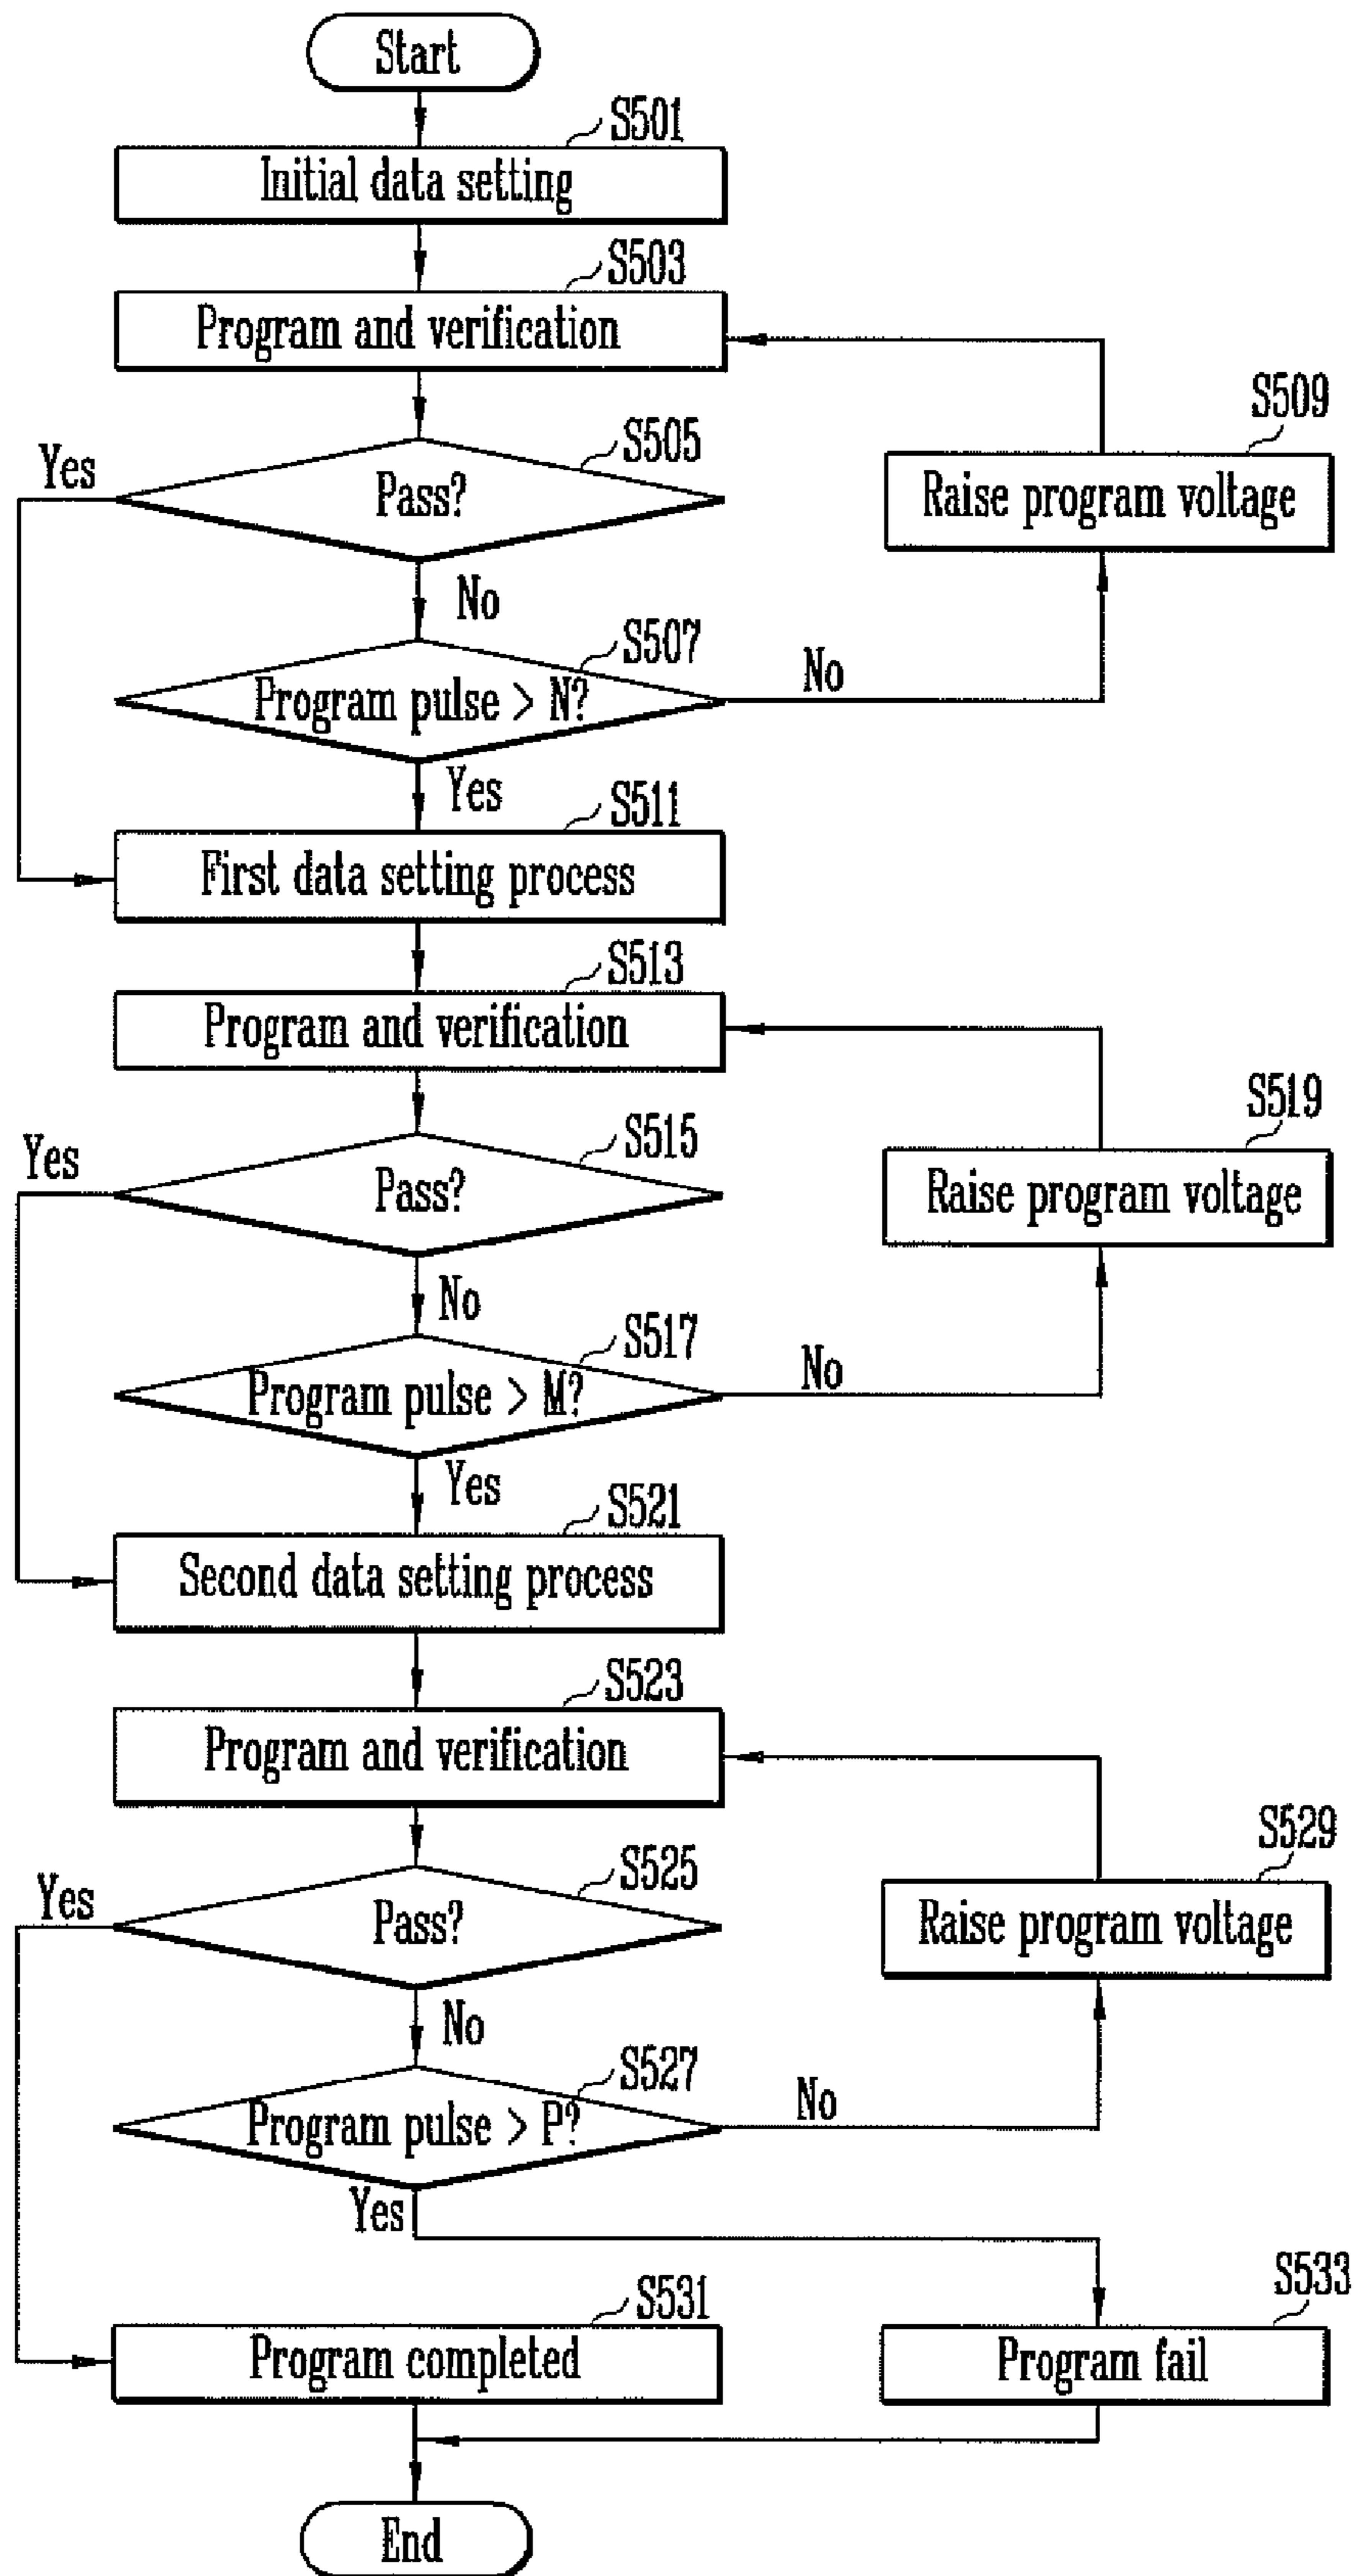 Start
S501
Initial data setting
S503
Program and verification
S509
Raise program voltage
S505
Yes
Pass?
No
S507
Program pulse > N?
No
Yes
S511
First data setting process
S513
Program and verification
S519
Raise program voltage
S515
Yes
Pass?
No
S517
Program pulse > M?
No
Yes
S521
Second data setting process
S523
Program and verification
S529
Raise program voltage
S525
Yes
Pass?
No
S527
Program pulse > P?
No
Yes
S531
Program completed
S533
Program fail
End